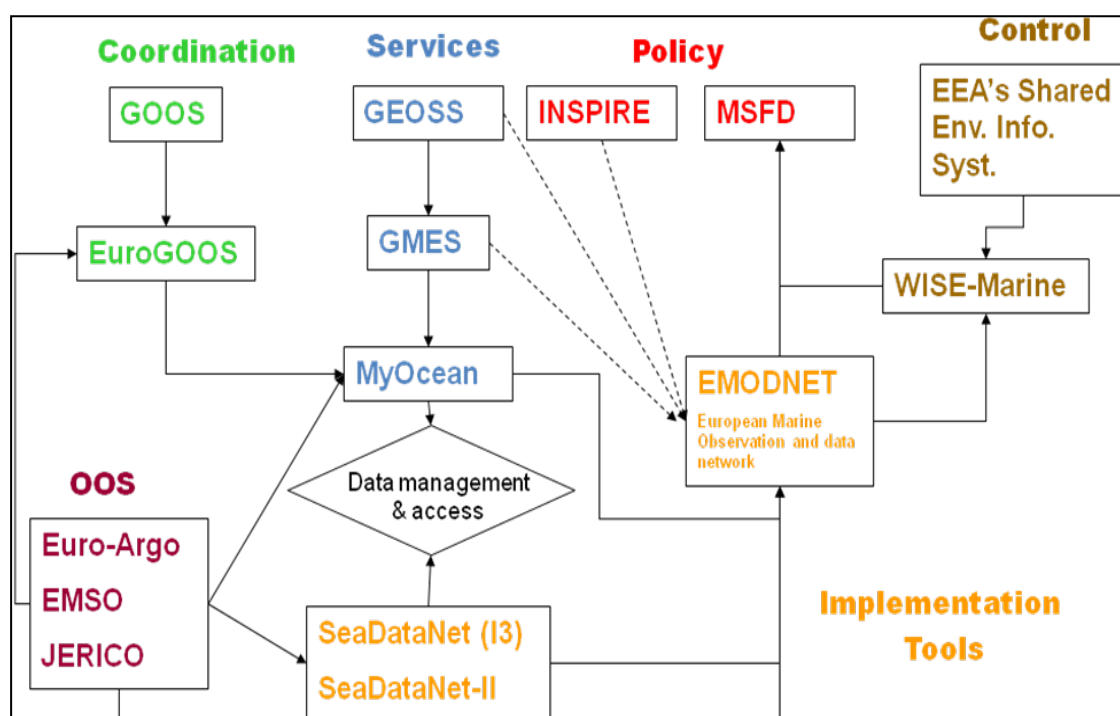 Coordination
Services
Policy
Control
GOOS
GEOSS
INSPIRE
MSFD
EEA's Shared
Env. Info.
Syst.
EuroGOOS
GMES
WISE-Marine
MyOcean
EMODNET
European Marine
Observation and data
network
OOS
Data management
& access
Euro-Argo
EMSO
JERICO
SeaDataNet (I3)
SeaDataNet-II
Implementation
Tools